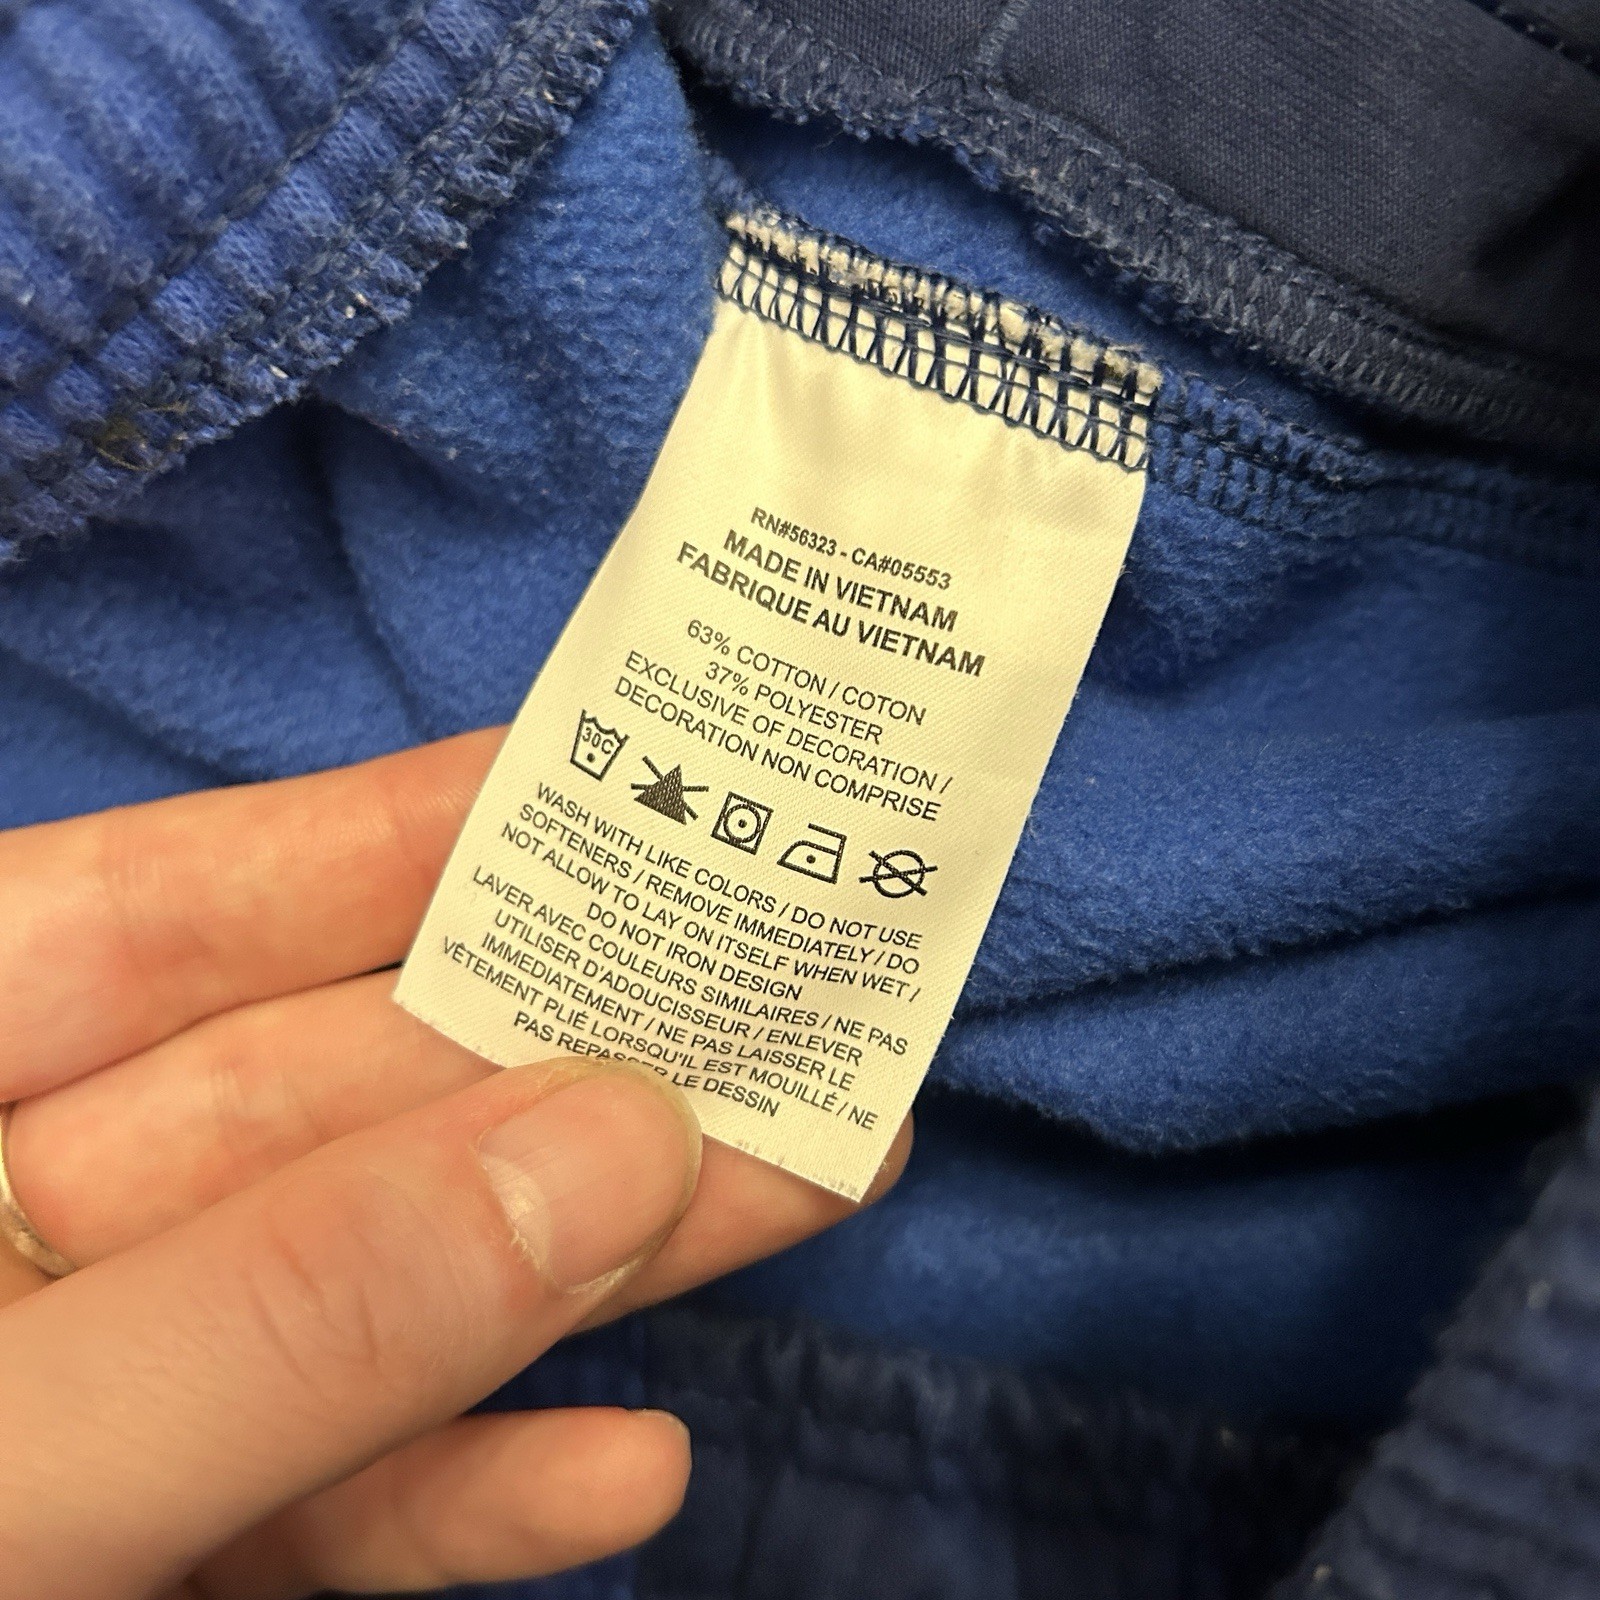 RN#56323 - CA#05553
MADE IN VIETNAM
FABRIQUE AU VIETNAM
63% COTTON / COTON
37% POLYESTER
EXCLUSIVE OF DECORATION /
DECORATION NON COMPRISE
30C
WASH WITH LIKE COLORS / DO NOT USE
SOFTENERS / REMOVE IMMEDIATELY / DO
NOT ALLOW TO LAY ON ITSELF WHEN WET /
DO NOT IRON DESIGN
LAVER AVEC COULEURS SIMILAIRES / NE PAS
UTILISER D'ADOUCISSEUR / ENLEVER
IMMEDIATEMENT / NE PAS LAISSER LE
VÊTEMENT PLIÉ LORSQU'IL EST MOUILLÉ / NE
PAS REPASSER LE DESSIN